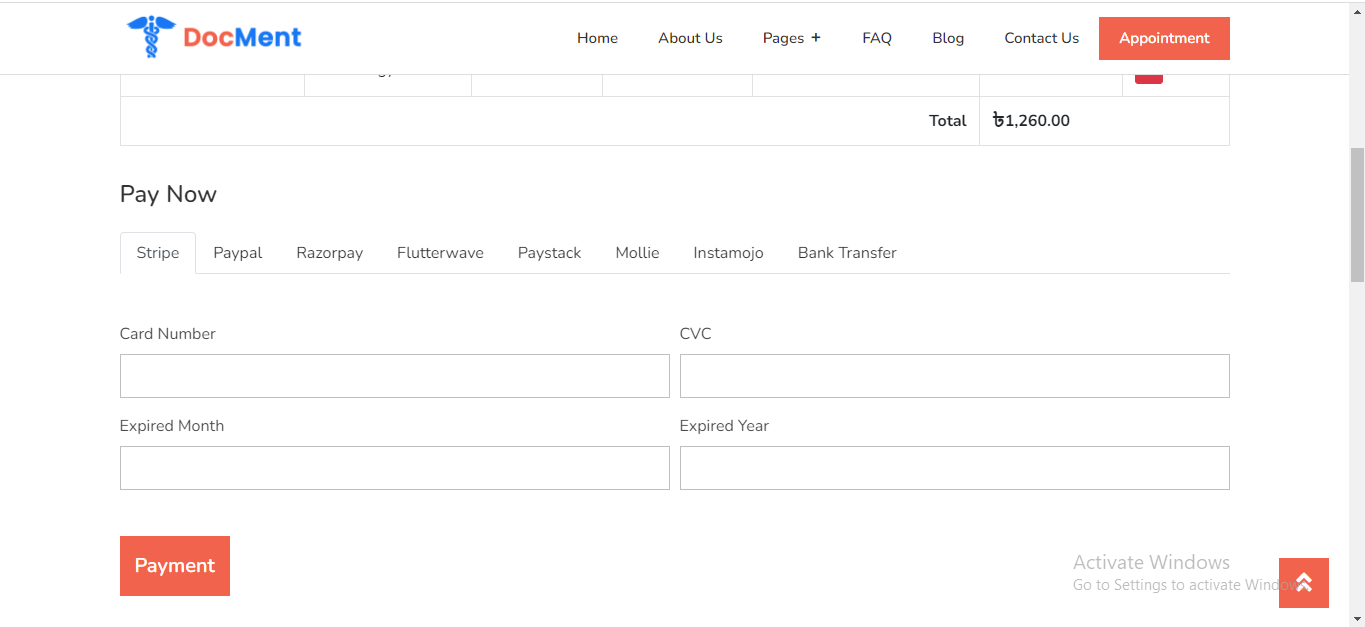 DocMent
Home About Us Pages + FAQ Blog Contact Us Appointment
Total ৳1,260.00
Pay Now
Stripe Paypal Razorpay Flutterwave Paystack Mollie Instamojo Bank Transfer
Card Number CVC
Expired Month Expired Year
Payment
Activate Windows
Go to Settings to activate Windows.